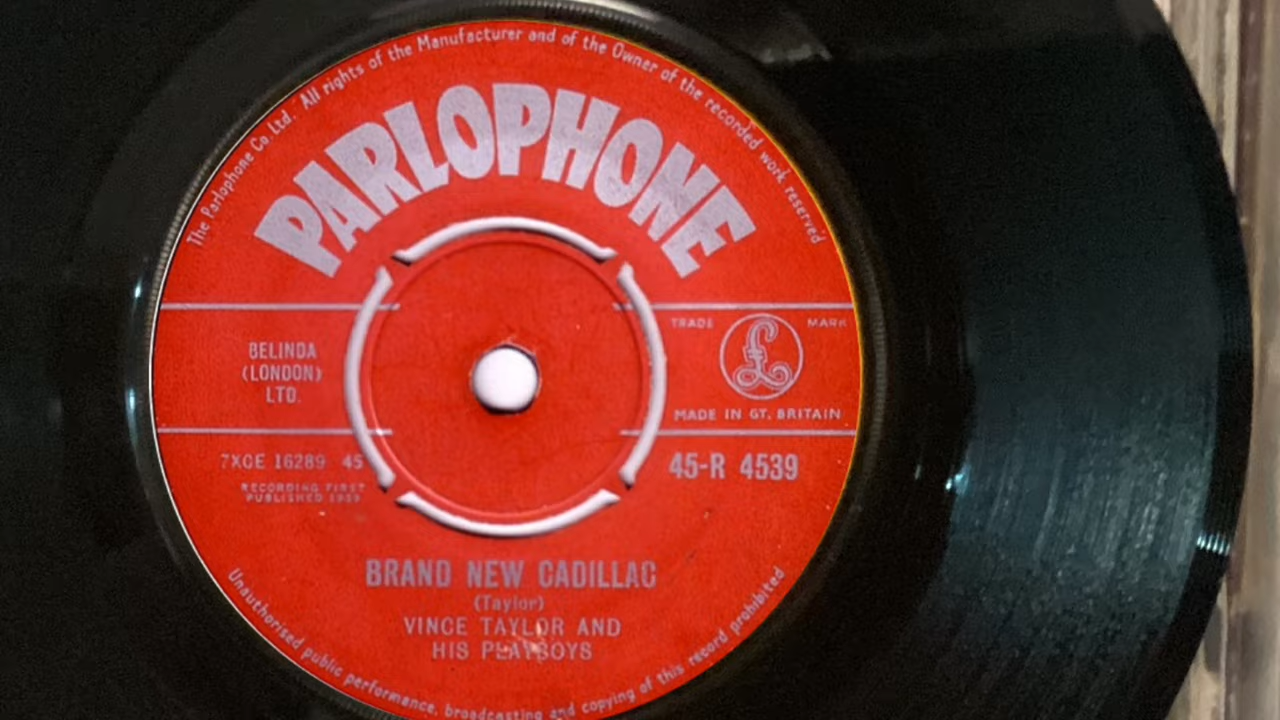 The Parlophone Co. Ltd. All rights of the Manufacturer and of the Owner of the recorded work reserved
PARLOPHONE
TRADE MARK
£
BELINDA
(LONDON)
LTD.
MADE IN GT. BRITAIN
7XCE 16289 45
45-R 4539
RECORDING FIRST
PUBLISHED 1959
BRAND NEW CADILLAC
(Taylor)
VINCE TAYLOR AND
HIS PLAYBOYS
Unauthorised public performance, broadcasting and copying of this record prohibited